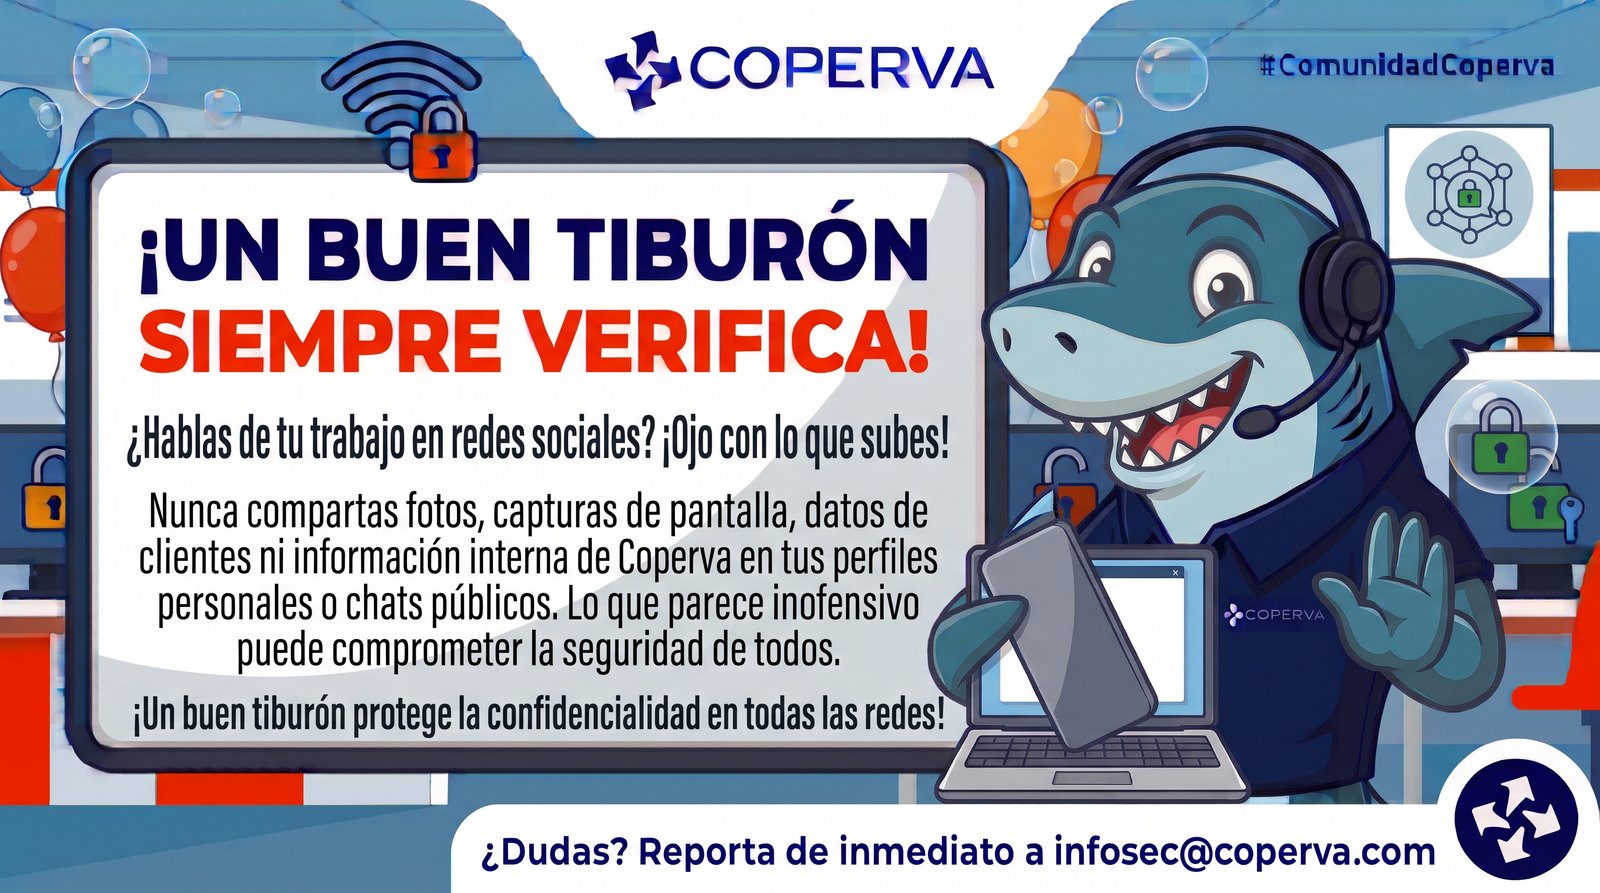 COPERVA
#ComunidadCoperva
¡UN BUEN TIBURÓN
SIEMPRE VERIFICA!
¿Hablas de tu trabajo en redes sociales? ¡Ojo con lo que subes!
Nunca compartas fotos, capturas de pantalla, datos de
clientes ni información interna de Coperva en tus perfiles
personales o chats públicos. Lo que parece inofensivo
puede comprometer la seguridad de todos.
¡Un buen tiburón protege la confidencialidad en todas las redes!
COPERVA
¿Dudas? Reporta de inmediato a infosec@coperva.com